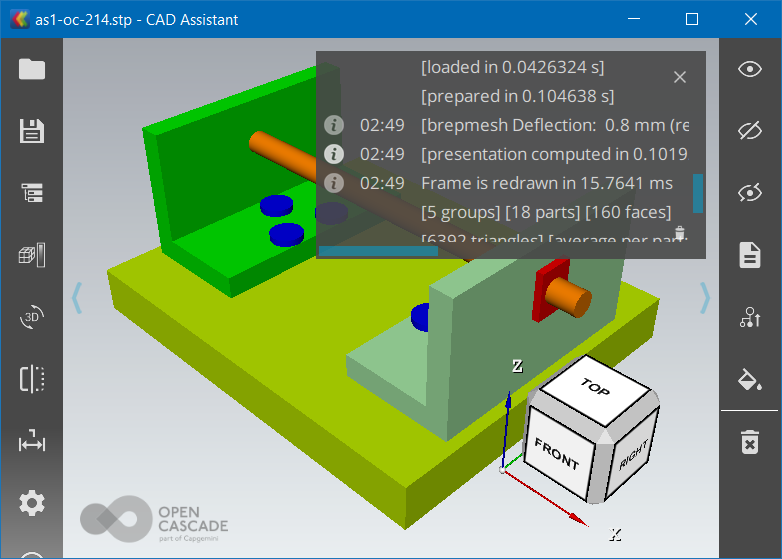 as1-oc-214.stp - CAD Assistant
[loaded in 0.0426324 s]
[prepared in 0.104638 s]
02:49 [brepmesh Deflection: 0.8 mm (re
02:49 [presentation computed in 0.1019
02:49 Frame is redrawn in 15.7641 ms
[5 groups] [18 parts] [160 faces]
[6392 triangles] [average per part:
3D
Z
TOP
FRONT
RIGHT
X
OPEN
CASCADE
part of Capgemini